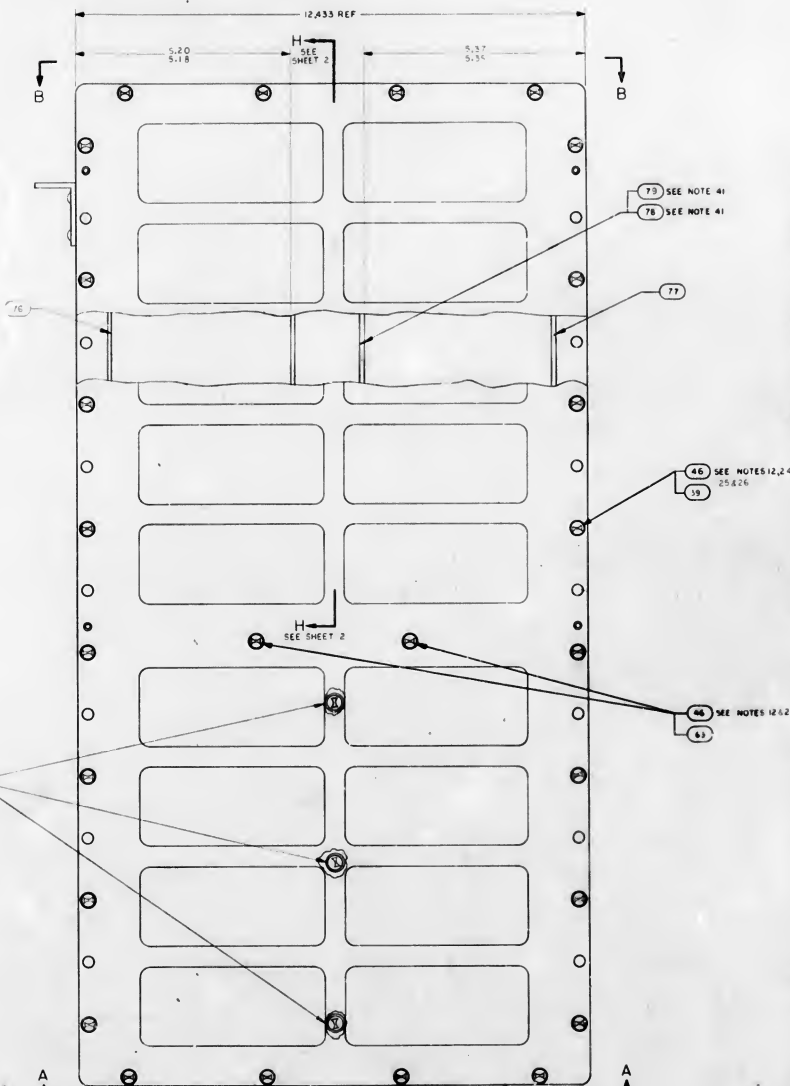 12,433 REF
5.20
5.18
H
SEE
SHEET 2
5.37
5.35
B
B
79 SEE NOTE 41
78 SEE NOTE 41
76
77
46 SEE NOTES 12,24
25&26
H
SEE SHEET 2
46 SEE NOTES 12&2
63
A
A